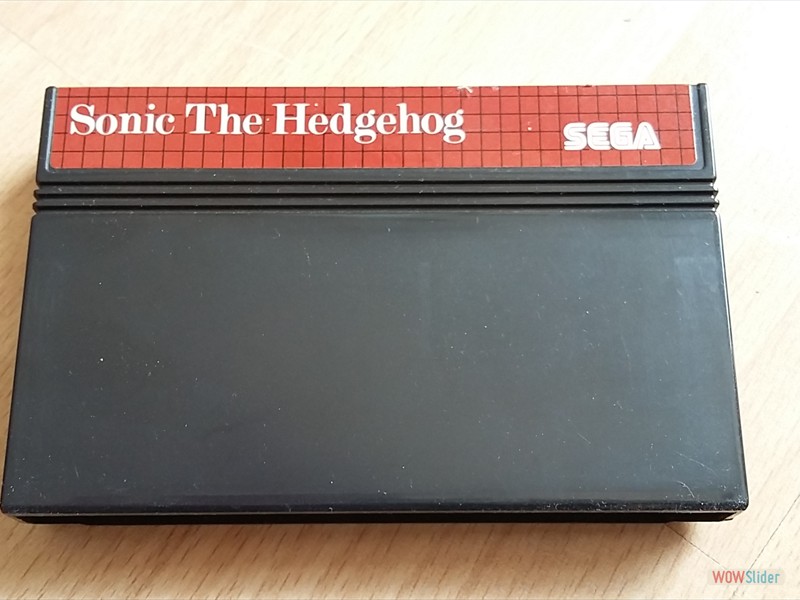 Sonic The Hedgehog
SEGA
WOWSlider